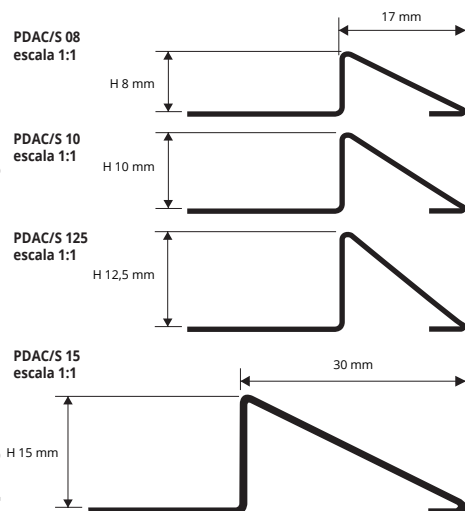 17 mm
PDAC/S 08
escala 1:1
H 8 mm
PDAC/S 10
escala 1:1
H 10 mm
PDAC/S 125
escala 1:1
H 12,5 mm
PDAC/S 15
escala 1:1
30 mm
H 15 mm